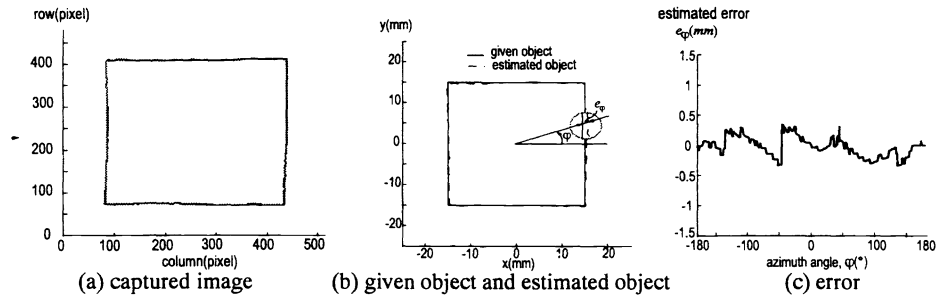 row(pixel)
400
300
200
100
0
0
100
200
300
400
500
column(pixel)
(a) captured image
y(mm)
20
10
0
-10
-20
given object
estimated object
eφ
φ
-20
-10
0
10
20
x(mm)
(b) given object and estimated object
estimated error
eφ(mm)
1.5
1
0.5
0
-0.5
-1
-1.5
-180
-100
0
100
180
azimuth angle, φ(°)
(c) error